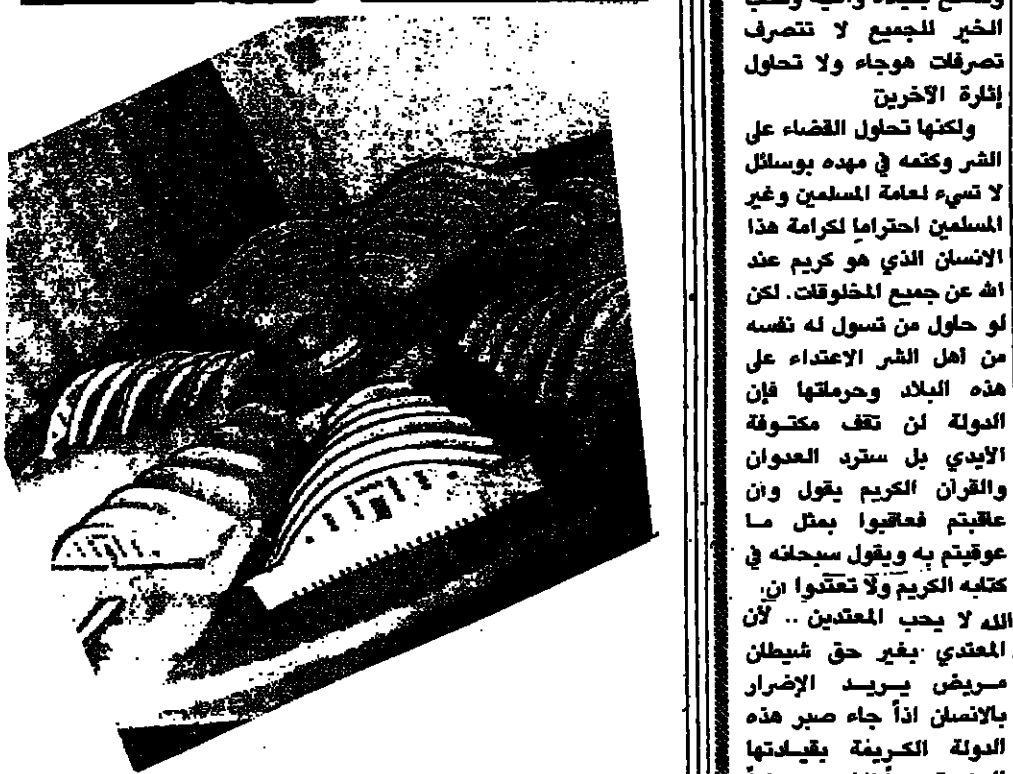 الخير للجميع لا تتصرف
تصرفات هوجاء ولا تحاول
إثارة الآخرين
ولكنها تحاول القضاء على
الشر وكتمه في مهده بوسائل
لا تسيء لعامة المسلمين وغير
المسلمين احتراما لكرامة هذا
الانسان الذي هو كريم عند
الله عن جميع المخلوقات. لكن
لو حاول من تسول له نفسه
من أهل الشر الاعتداء على
هذه البلاد وحرماتها فإن
الدولة لن تقف مكتوفة
الأيدي بل سترد العدوان
والقرآن الكريم يقول وان
عاقبتم فعاقبوا بمثل ما
عوقبتم به ويقول سبحانه في
كتابه الكريم ولا تعتدوا ان
الله لا يحب المعتدين .. لأن
المعتدي بغير حق شيطان
مريض يريد الإضرار
بالانسان اذاً جاء صبر هذه
الدولة الكريمة بقيادتها